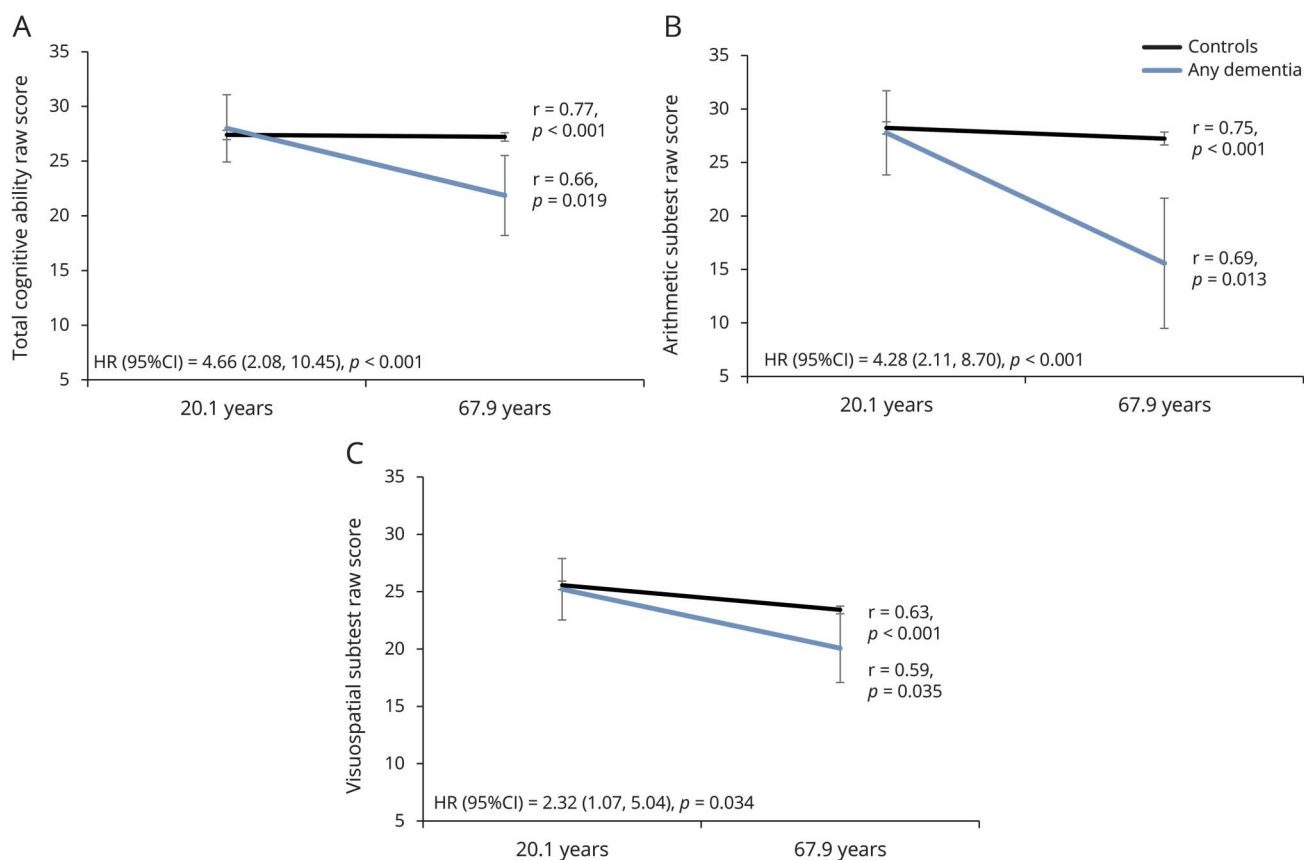 A
Total cognitive ability raw score
35
30
25
20
15
10
5
r = 0.77,
p < 0.001
r = 0.66,
p = 0.019
HR (95%CI) = 4.66 (2.08, 10.45), p < 0.001
20.1 years
67.9 years
B
Controls
Any dementia
Arithmetic subtest raw score
35
30
25
20
15
10
5
r = 0.75,
p < 0.001
r = 0.69,
p = 0.013
HR (95%CI) = 4.28 (2.11, 8.70), p < 0.001
20.1 years
67.9 years
C
Visuospatial subtest raw score
35
30
25
20
15
10
5
r = 0.63,
p < 0.001
r = 0.59,
p = 0.035
HR (95%CI) = 2.32 (1.07, 5.04), p = 0.034
20.1 years
67.9 years